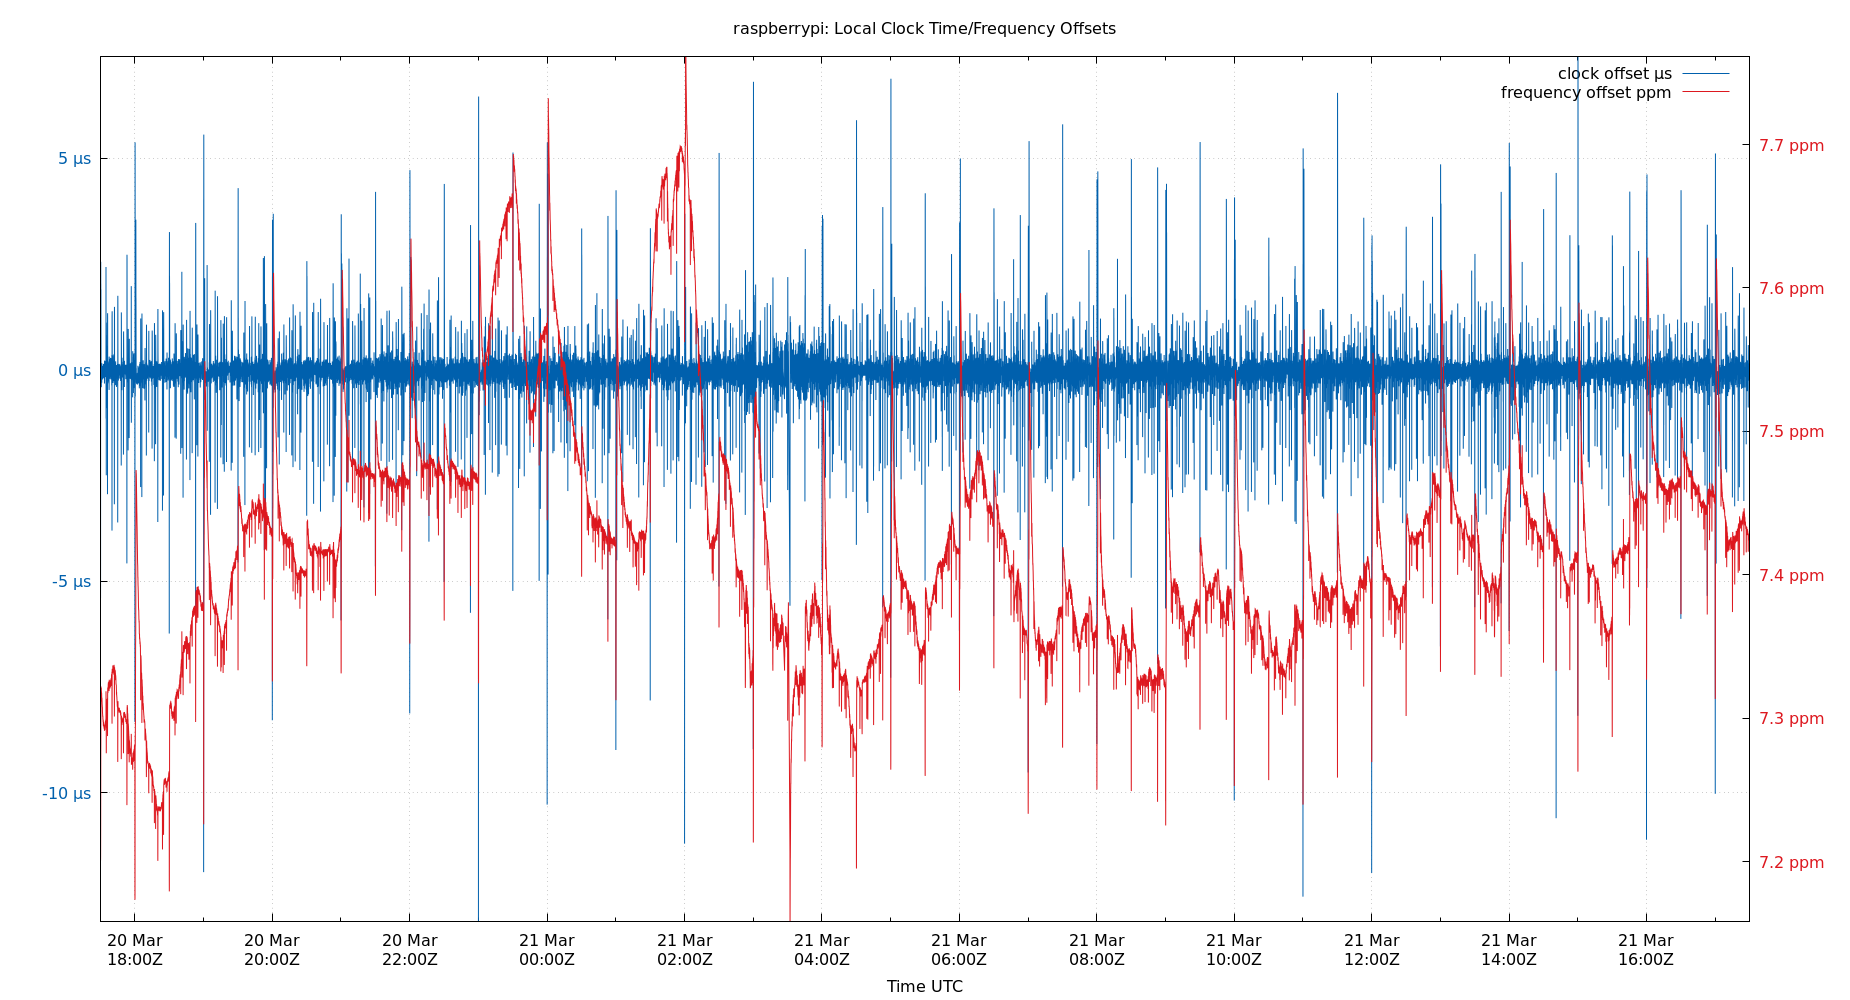 raspberrypi: Local Clock Time/Frequency Offsets
clock offset µs
frequency offset ppm
5 µs
0 µs
-5 µs
-10 µs
7.7 ppm
7.6 ppm
7.5 ppm
7.4 ppm
7.3 ppm
7.2 ppm
20 Mar 20 Mar 20 Mar 21 Mar 21 Mar 21 Mar 21 Mar 21 Mar 21 Mar 21 Mar 21 Mar 21 Mar
18:00Z 20:00Z 22:00Z 00:00Z 02:00Z 04:00Z 06:00Z 08:00Z 10:00Z 12:00Z 14:00Z 16:00Z
Time UTC